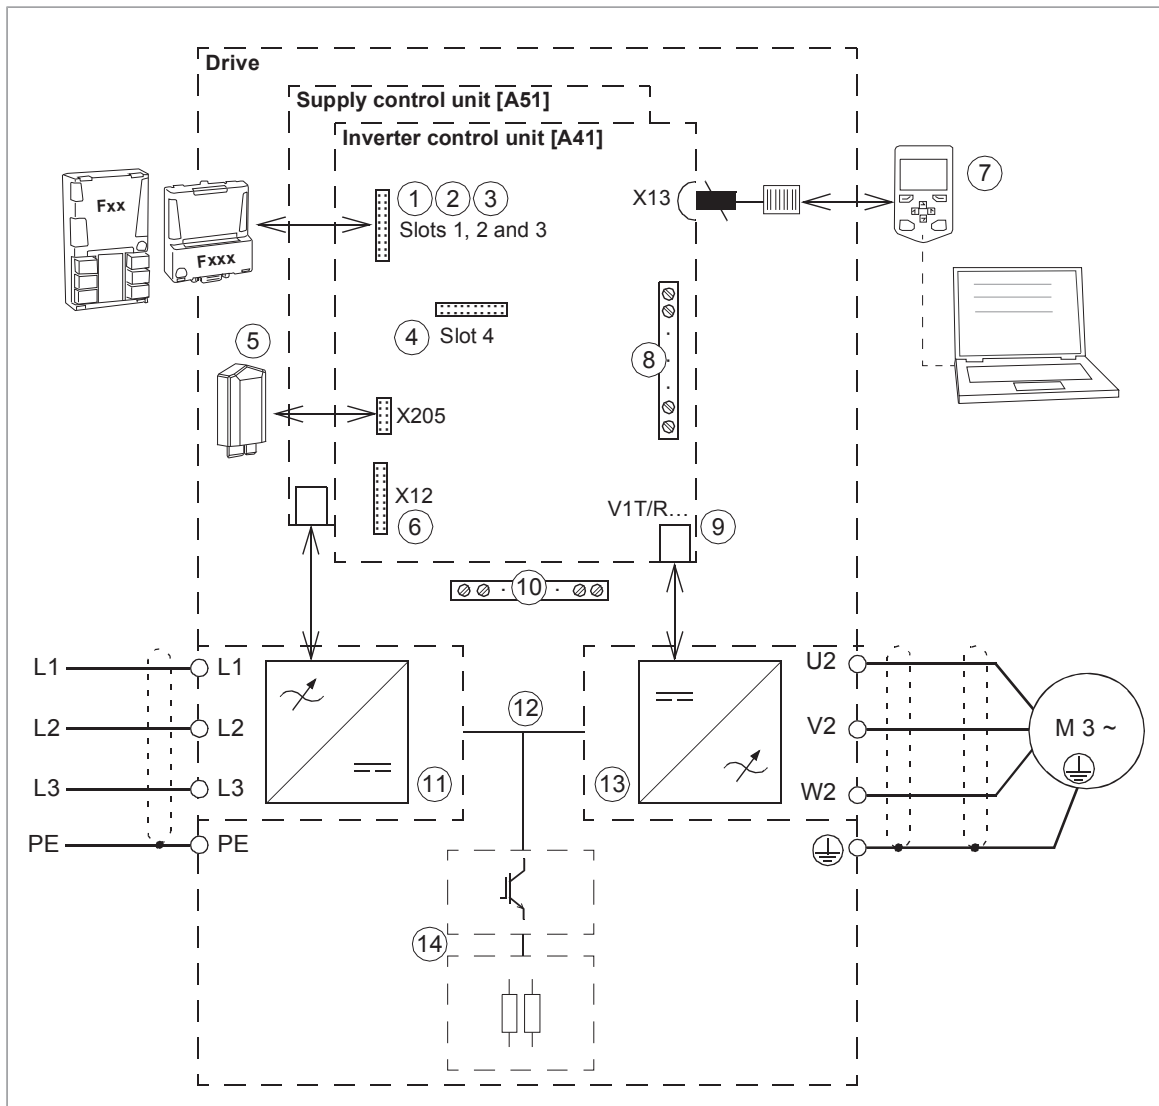 Drive
Supply control unit [A51]
Inverter control unit [A41]
Fxx
Fxxx
1 2 3
Slots 1, 2 and 3
X13
7
4 Slot 4
5
8
X205
X12
6
V1T/R...
9
10
L1 L1
L2 L2
L3 L3
PE PE
11
12
13
U2
V2
W2
M 3 ~
14